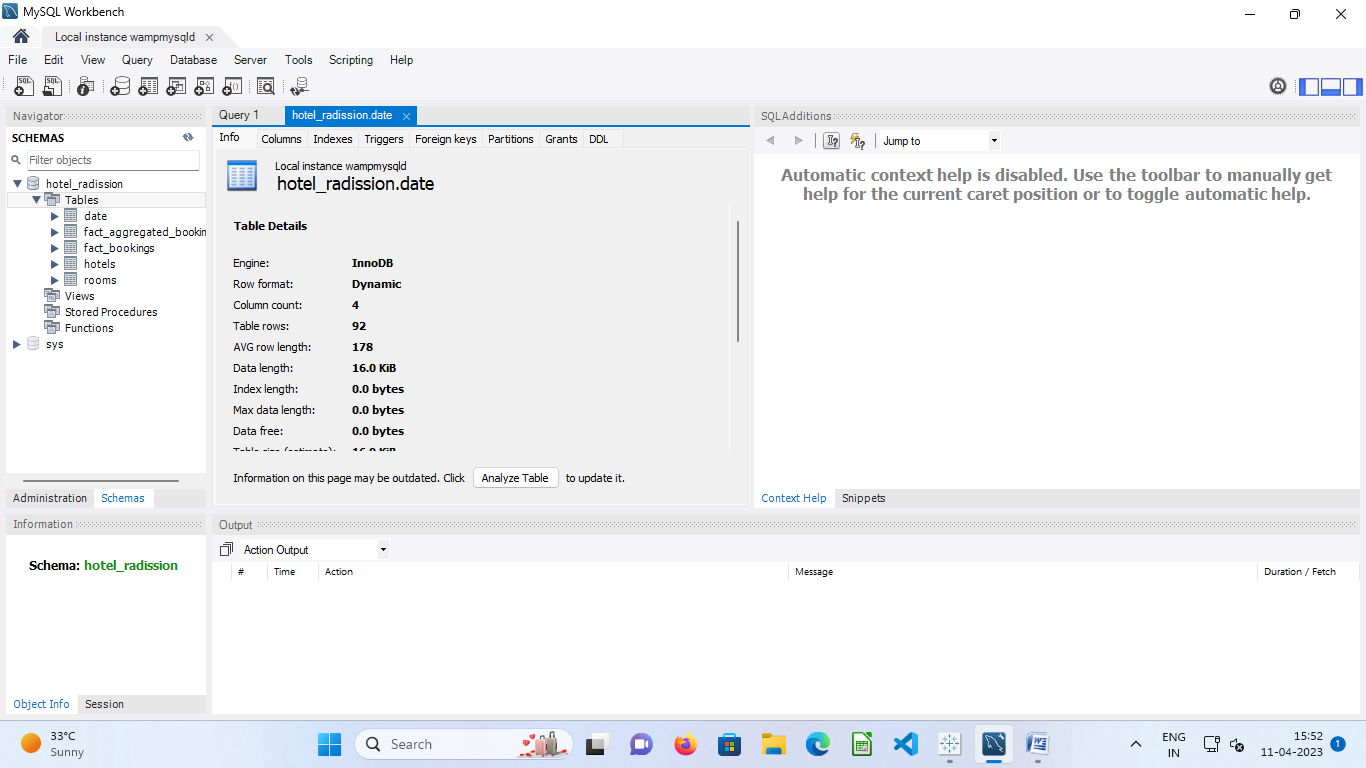 MySQL Workbench
Local instance wampmysqld
File Edit View Query Database Server Tools Scripting Help
Navigator
SCHEMAS
Filter objects
hotel_radission
Tables
date
fact_aggregated_bookin
fact_bookings
hotels
rooms
Views
Stored Procedures
Functions
sys
Administration Schemas
Information
Schema: hotel_radission
Object Info Session
Query 1 hotel_radission.date
Info Columns Indexes Triggers Foreign keys Partitions Grants DDL
Local instance wampmysqld
hotel_radission.date
Table Details
Engine: InnoDB
Row format: Dynamic
Column count: 4
Table rows: 92
AVG row length: 178
Data length: 16.0 KiB
Index length: 0.0 bytes
Max data length: 0.0 bytes
Data free: 0.0 bytes
Table size (estimate): 16.0 KiB
Information on this page may be outdated. Click Analyze Table to update it.
SQLAdditions
Jump to
Automatic context help is disabled. Use the toolbar to manually get
help for the current caret position or to toggle automatic help.
Context Help Snippets
Output
Action Output
# Time Action Message Duration / Fetch
33°C
Sunny
Search
ENG
IN
15:52
11-04-2023
1